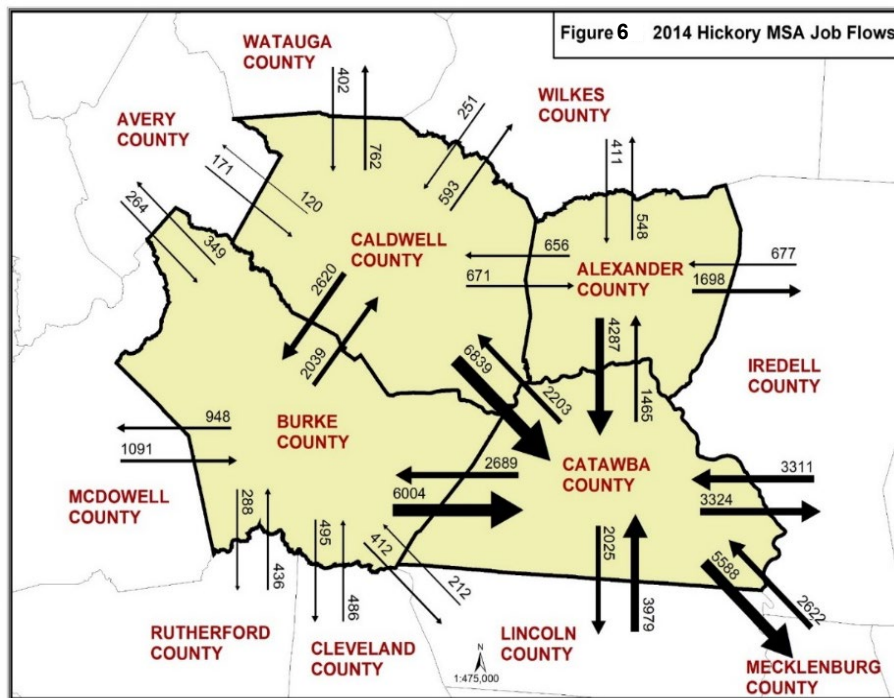 Figure 6 2014 Hickory MSA Job Flows
WATAUGA
COUNTY
402
762
251
593
WILKES
COUNTY
AVERY
COUNTY
171
120
264
349
411
548
CALDWELL
COUNTY
656
671
ALEXANDER
COUNTY
677
1698
2620
2039
6839
2203
4287
1465
IREDELL
COUNTY
948
1091
BURKE
COUNTY
2689
6004
CATAWBA
COUNTY
3311
3324
MCDOWELL
COUNTY
288
436
495
486
412
212
2025
3979
5588
2622
RUTHERFORD
COUNTY
CLEVELAND
COUNTY
LINCOLN
COUNTY
N
1:475,000
MECKLENBURG
COUNTY